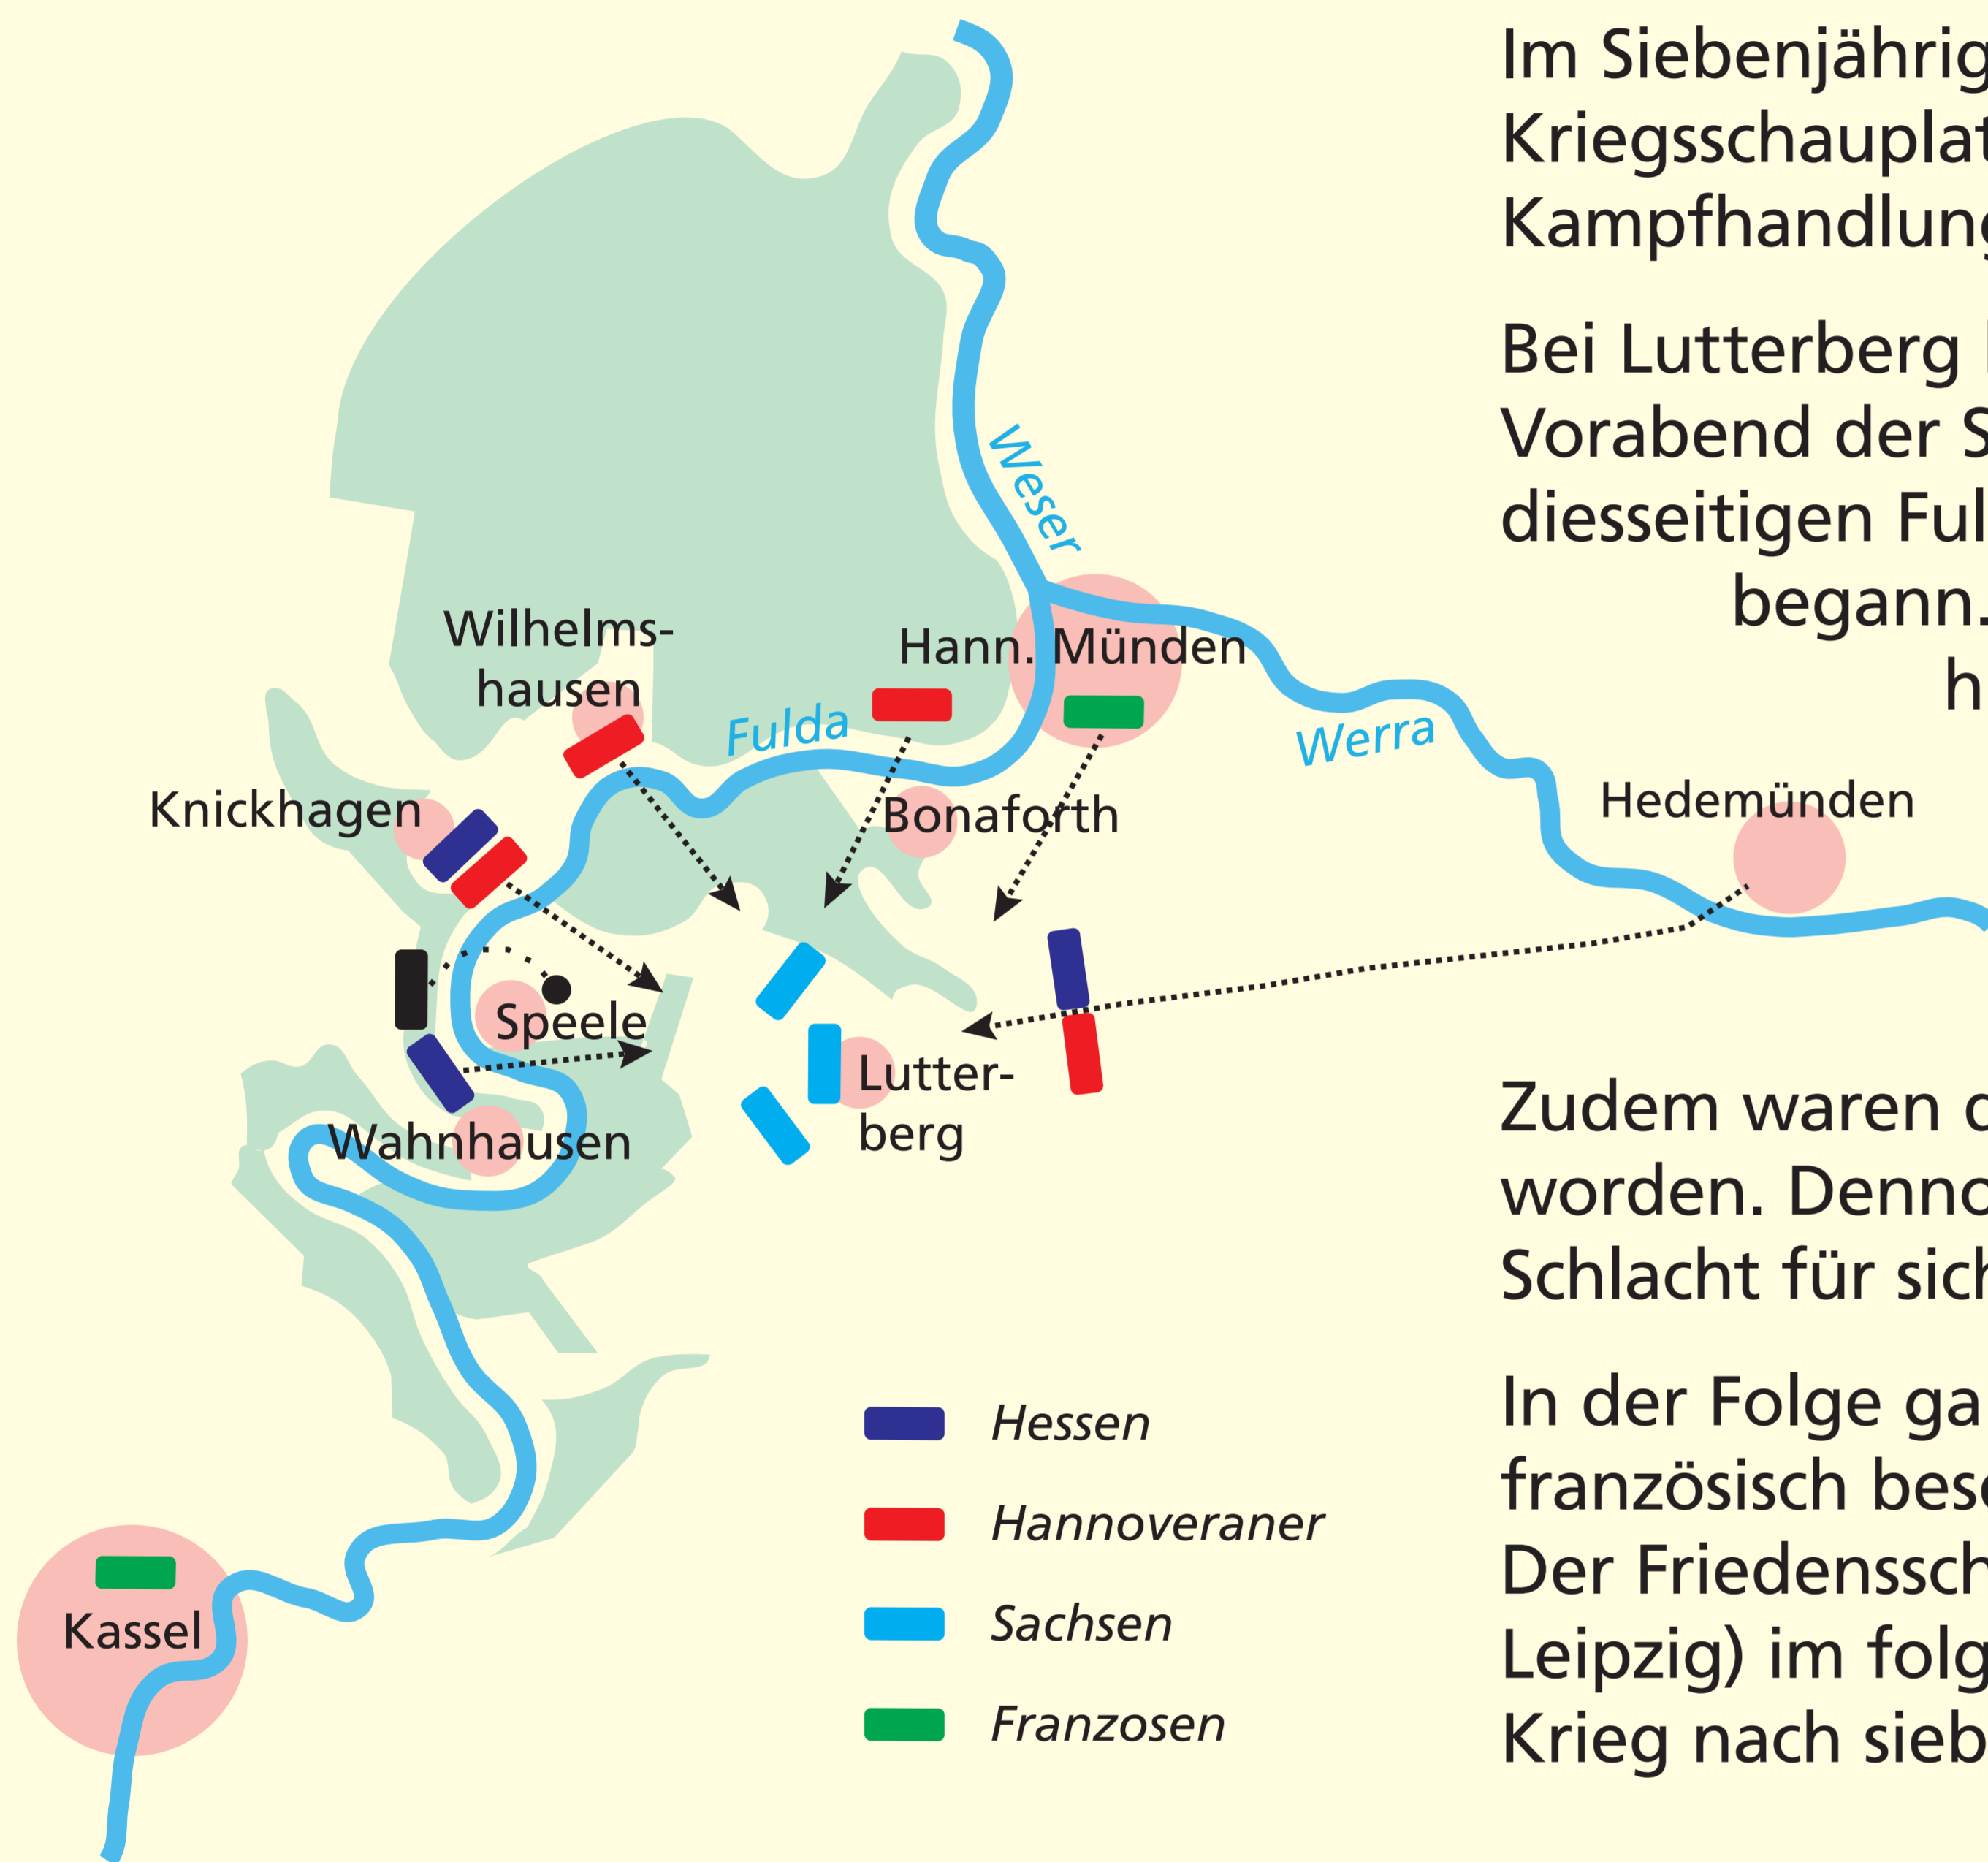 Weser
Wilhelms-
hausen
Hann. Münden
Fulda
Werra
Knickhagen
Bonaforth
Hedemünden
Speele
Lutter-
berg
Wahnhausen
Kassel
Hessen
Hannoveraner
Sachsen
Franzosen
Im Siebenjährig
Kriegsschauplat
Kampfhandlung
Bei Lutterberg
Vorabend der S
diesseitigen Ful
begann.
h
Zudem waren
worden. Denno
Schlacht für sich
In der Folge ga
französisch bese
Der Friedenssch
Leipzig) im folg
Krieg nach sieb